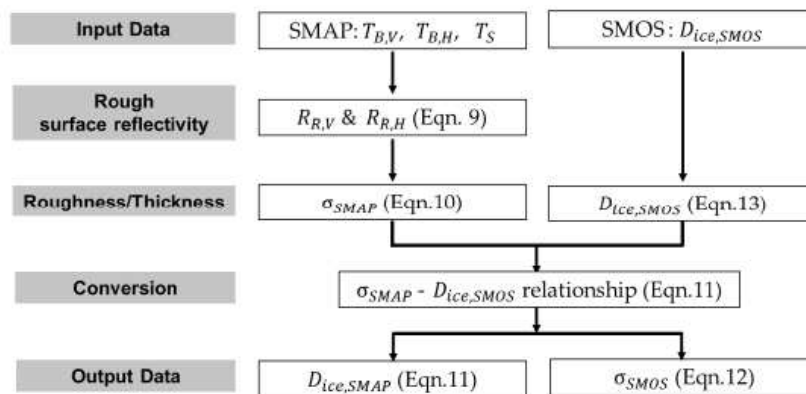 Input Data
SMAP: T_{B,V}, T_{B,H}, T_S
SMOS: D_{ice,SMOS}
Rough
surface reflectivity
R_{R,V} & R_{R,H} (Eqn. 9)
Roughness/Thickness
σ_{SMAP} (Eqn.10)
D_{ice,SMOS} (Eqn.13)
Conversion
σ_{SMAP} - D_{ice,SMOS} relationship (Eqn.11)
Output Data
D_{ice,SMAP} (Eqn.11)
σ_{SMOS} (Eqn.12)